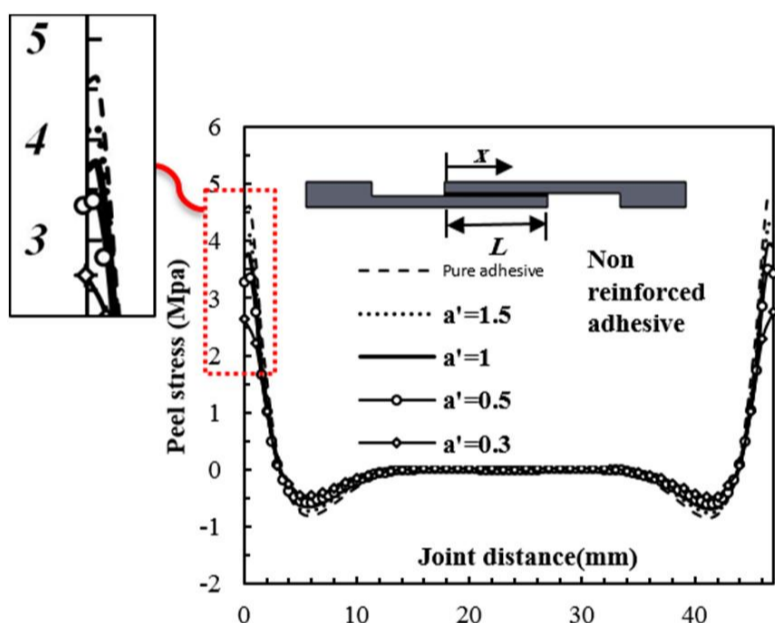 5
4
3
6
5
4
3
2
1
0
-1
-2
Peel stress (Mpa)
x
L
Pure adhesive
a'=1.5
a'=1
a'=0.5
a'=0.3
Non
reinforced
adhesive
Joint distance(mm)
0 10 20 30 40